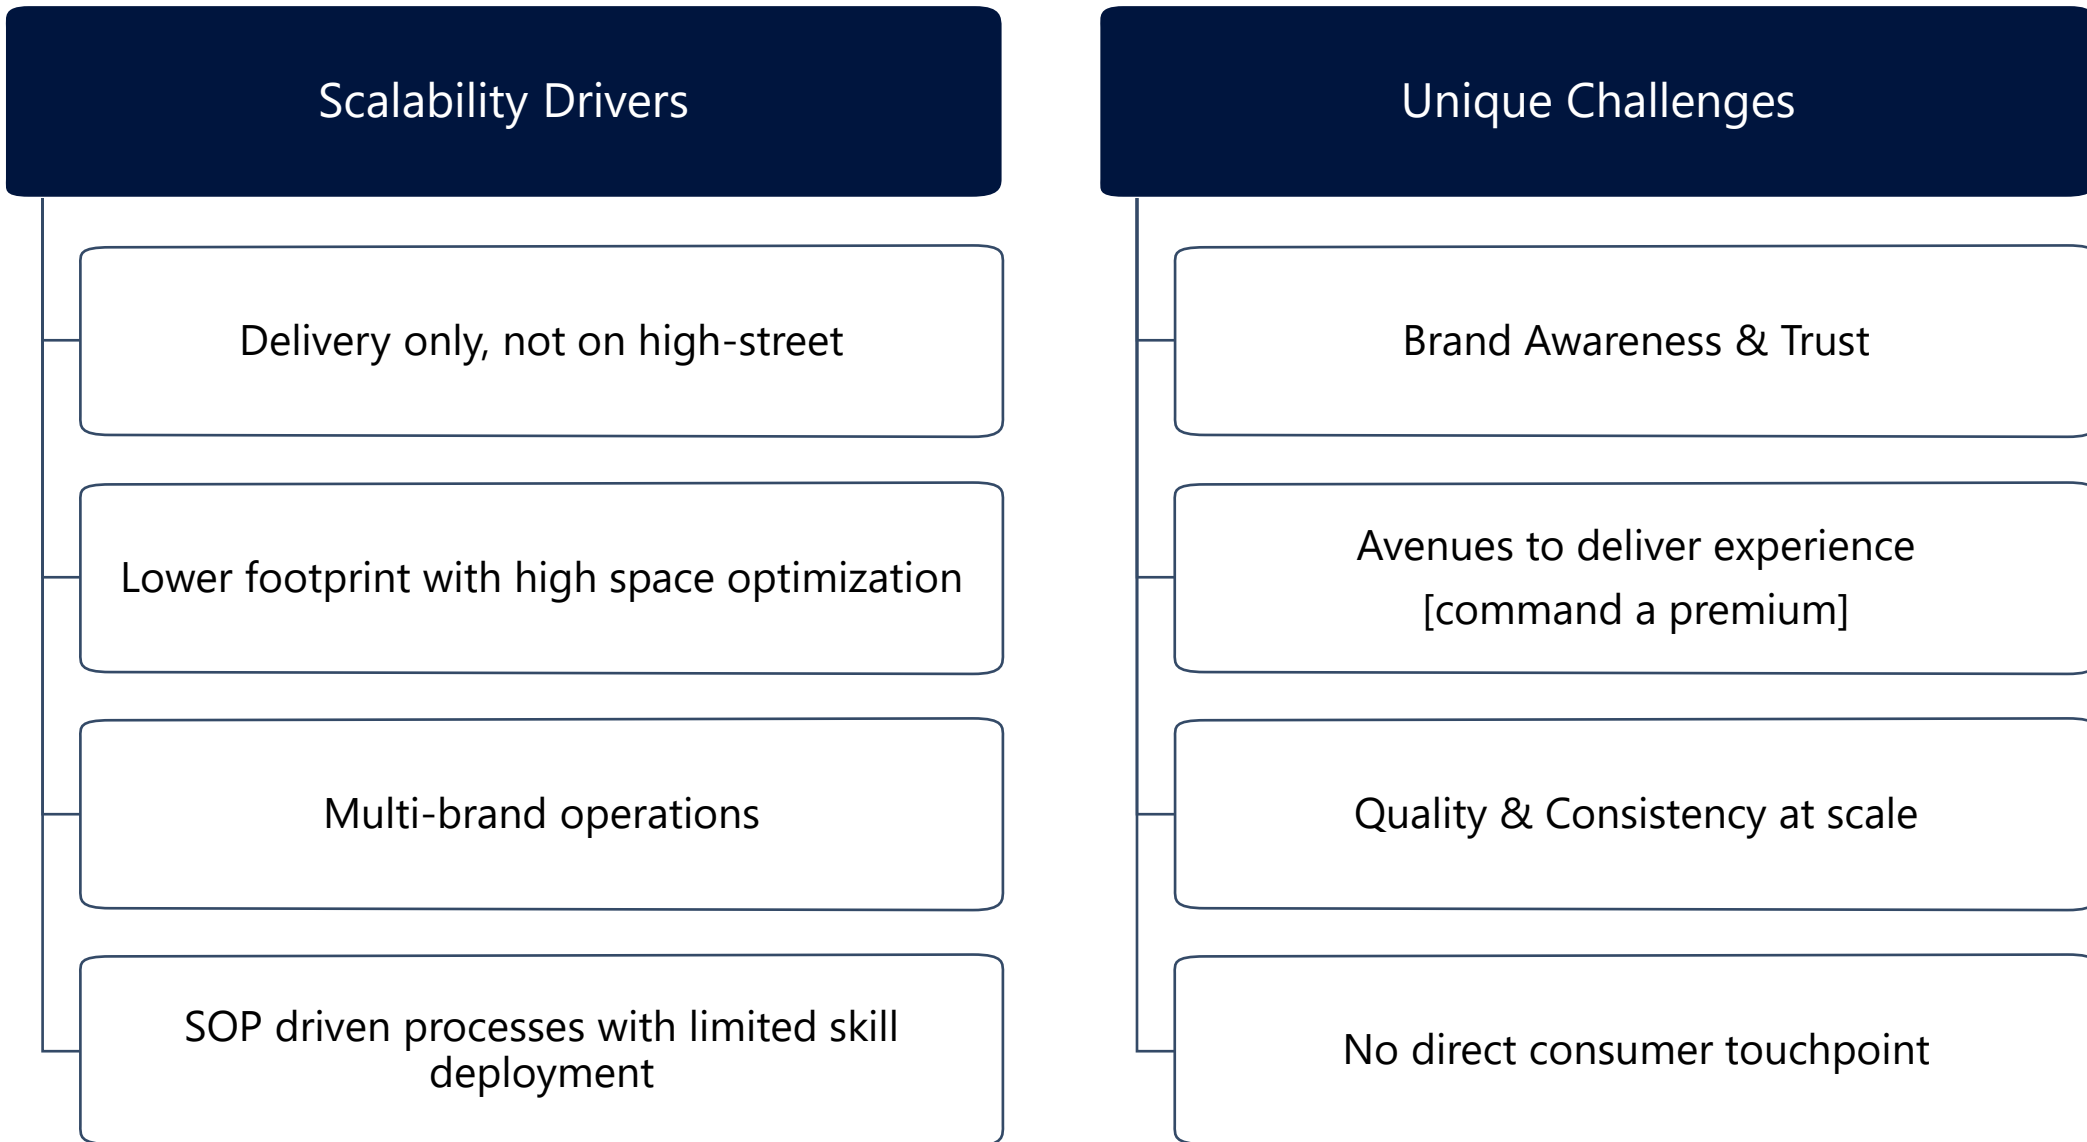 Scalability Drivers
Delivery only, not on high-street
Lower footprint with high space optimization
Multi-brand operations
SOP driven processes with limited skill
deployment
Unique Challenges
Brand Awareness & Trust
Avenues to deliver experience
[command a premium]
Quality & Consistency at scale
No direct consumer touchpoint